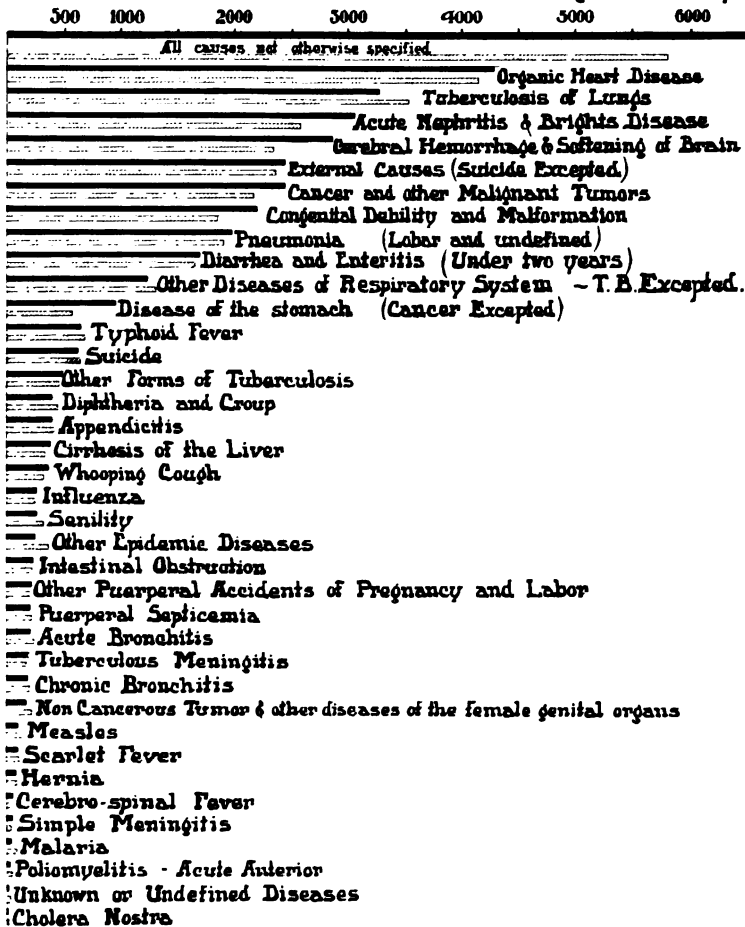 500 1000 2000 3000 4000 5000 6000
All causes not otherwise specified
Organic Heart Disease
Tuberculosis of Lungs
Acute Nephritis & Brights Disease
Cerebral Hemorrhage & Softening of Brain
External Causes (Suicide Excepted)
Cancer and other Malignant Tumors
Congenital Debility and Malformation
Pneumonia (Lobar and undefined)
Diarrhea and Enteritis (Under two years)
Other Diseases of Respiratory System - T.B. Excepted.
Disease of the stomach (Cancer Excepted)
Typhoid Fever
Suicide
Other Forms of Tuberculosis
Diphtheria and Croup
Appendicitis
Cirrhosis of the Liver
Whooping Cough
Influenza
Senility
Other Epidemic Diseases
Intestinal Obstruction
Other Puerperal Accidents of Pregnancy and Labor
Puerperal Septicemia
Acute Bronchitis
Tuberculous Meningitis
Chronic Bronchitis
Non Cancerous Tumor & other diseases of the female genital organs
Measles
Scarlet Fever
Hernia
Cerebro-spinal Fever
Simple Meningitis
Malaria
Poliomyelitis - Acute Anterior
Unknown or Undefined Diseases
Cholera Nostra